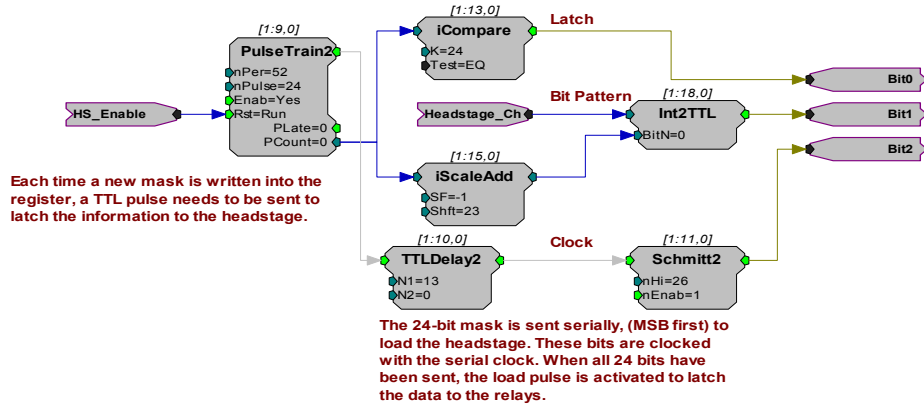 [1:9,0]
PulseTrain2
nPer=52
nPulse=24
Enab=Yes
Rst=Run
PLate=0
PCount=0
HS_Enable
[1:13,0]
iCompare
K=24
Test=EQ
Latch
Bit0
Headstage_Ch
Bit Pattern
[1:18,0]
Int2TTL
BitN=0
Bit1
Bit2
[1:15,0]
iScaleAdd
SF=-1
Shft=23
Each time a new mask is written into the
register, a TTL pulse needs to be sent to
latch the information to the headstage.
[1:10,0]
TTLDelay2
N1=13
N2=0
Clock
[1:11,0]
Schmitt2
nHi=26
nEnab=1
The 24-bit mask is sent serially, (MSB first) to
load the headstage. These bits are clocked
with the serial clock. When all 24 bits have
been sent, the load pulse is activated to latch
the data to the relays.